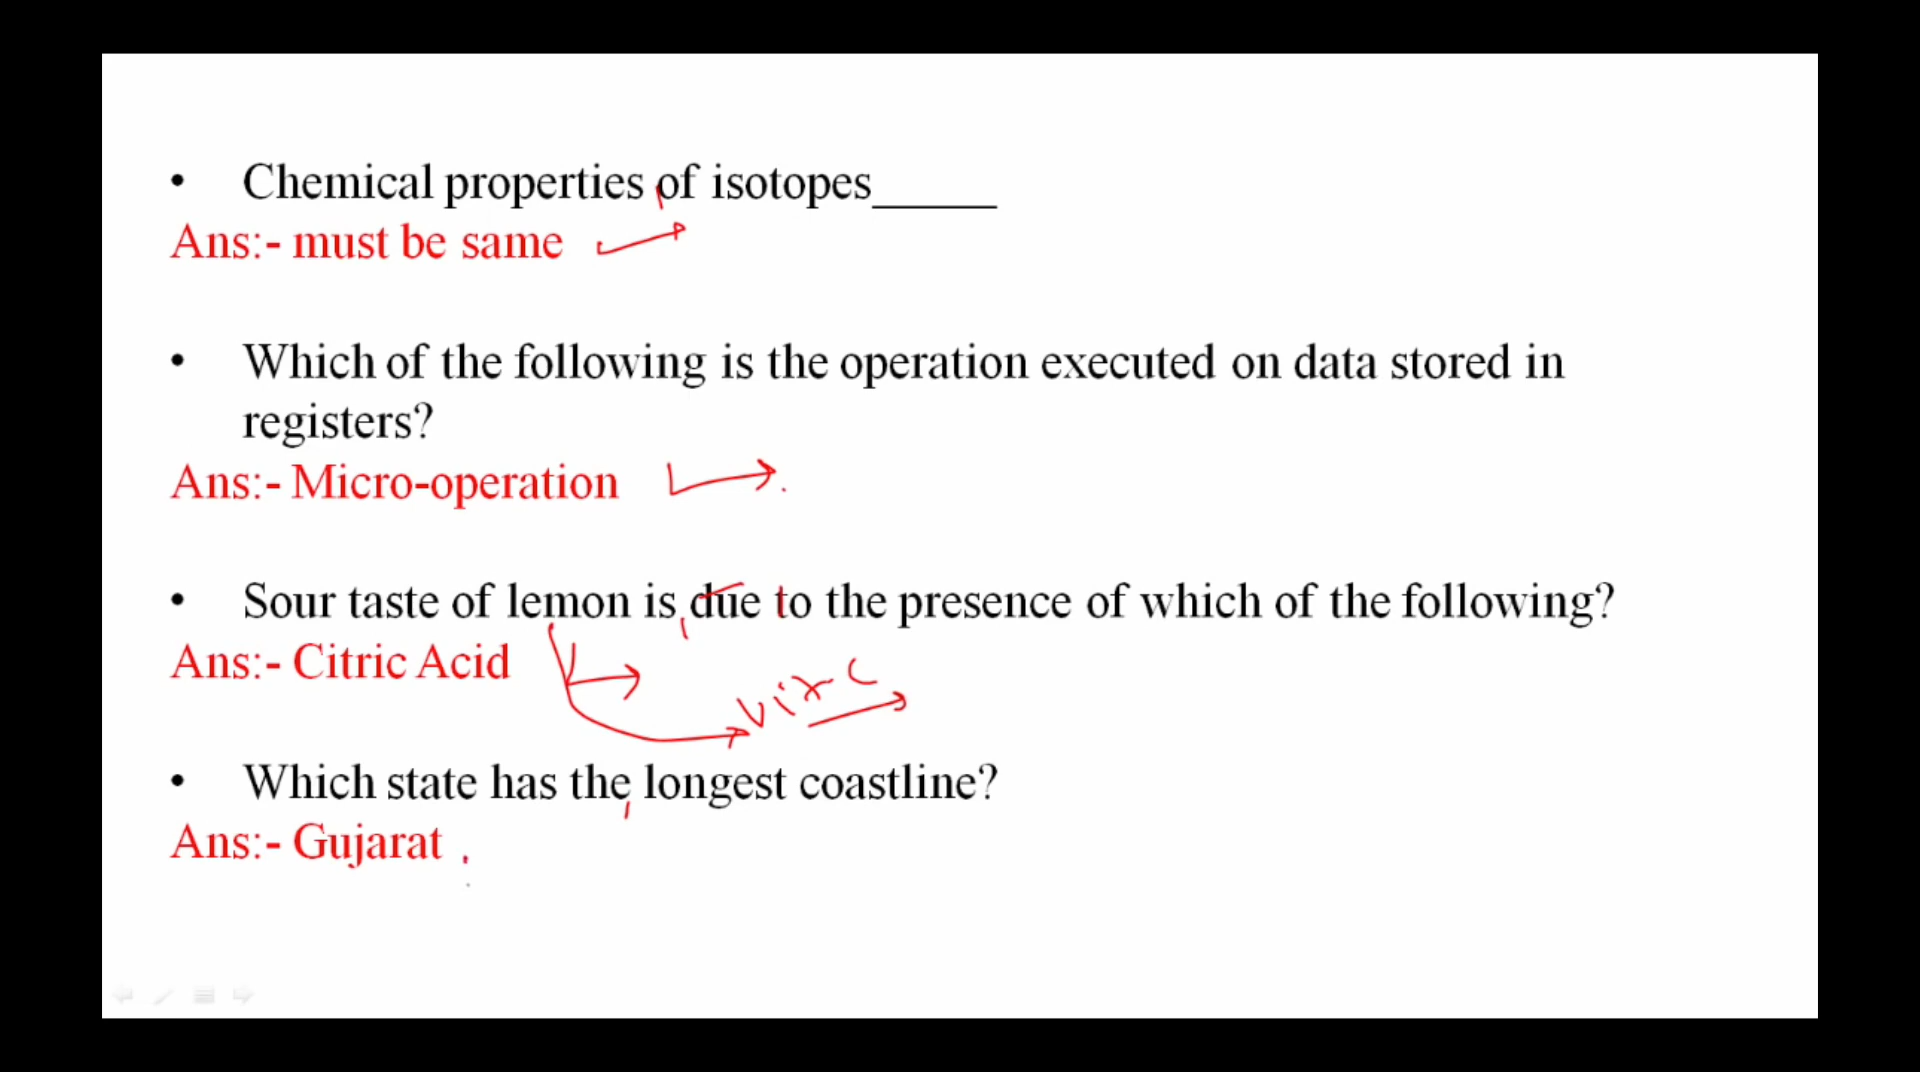 • Chemical properties of isotopes_____
Ans:- must be same
• Which of the following is the operation executed on data stored in
registers?
Ans:- Micro-operation
• Sour taste of lemon is due to the presence of which of the following?
Ans:- Citric Acid
Vit C
• Which state has the longest coastline?
Ans:- Gujarat